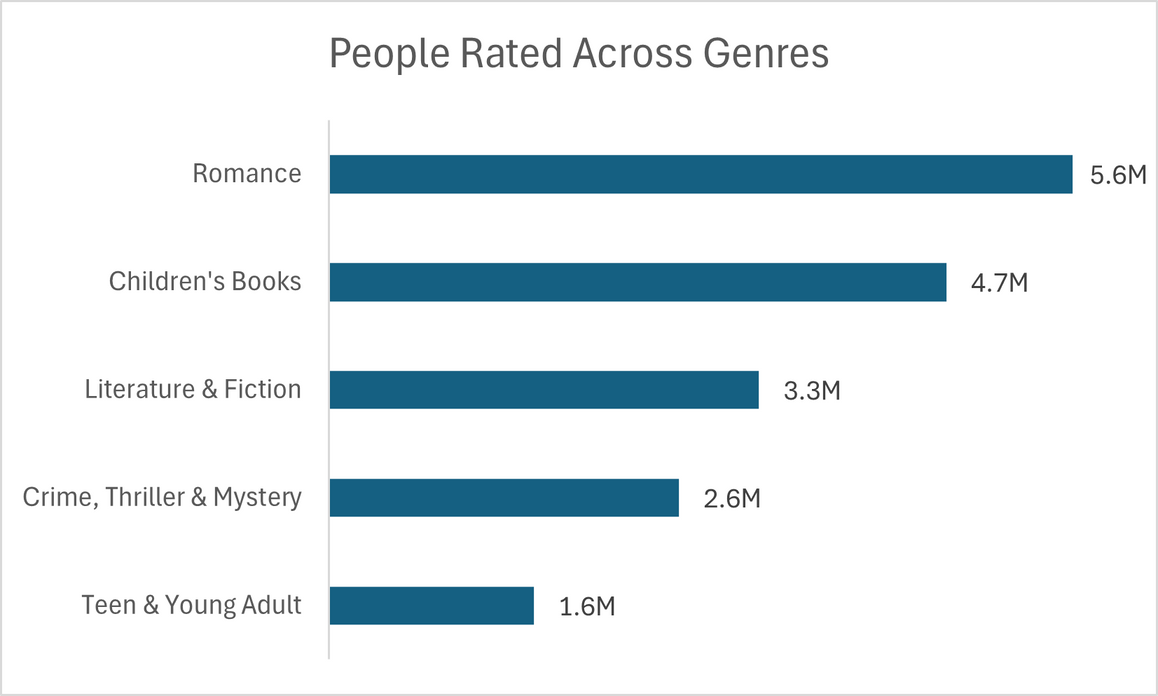 People Rated Across Genres
Romance 5.6M
Children's Books 4.7M
Literature & Fiction 3.3M
Crime, Thriller & Mystery 2.6M
Teen & Young Adult 1.6M